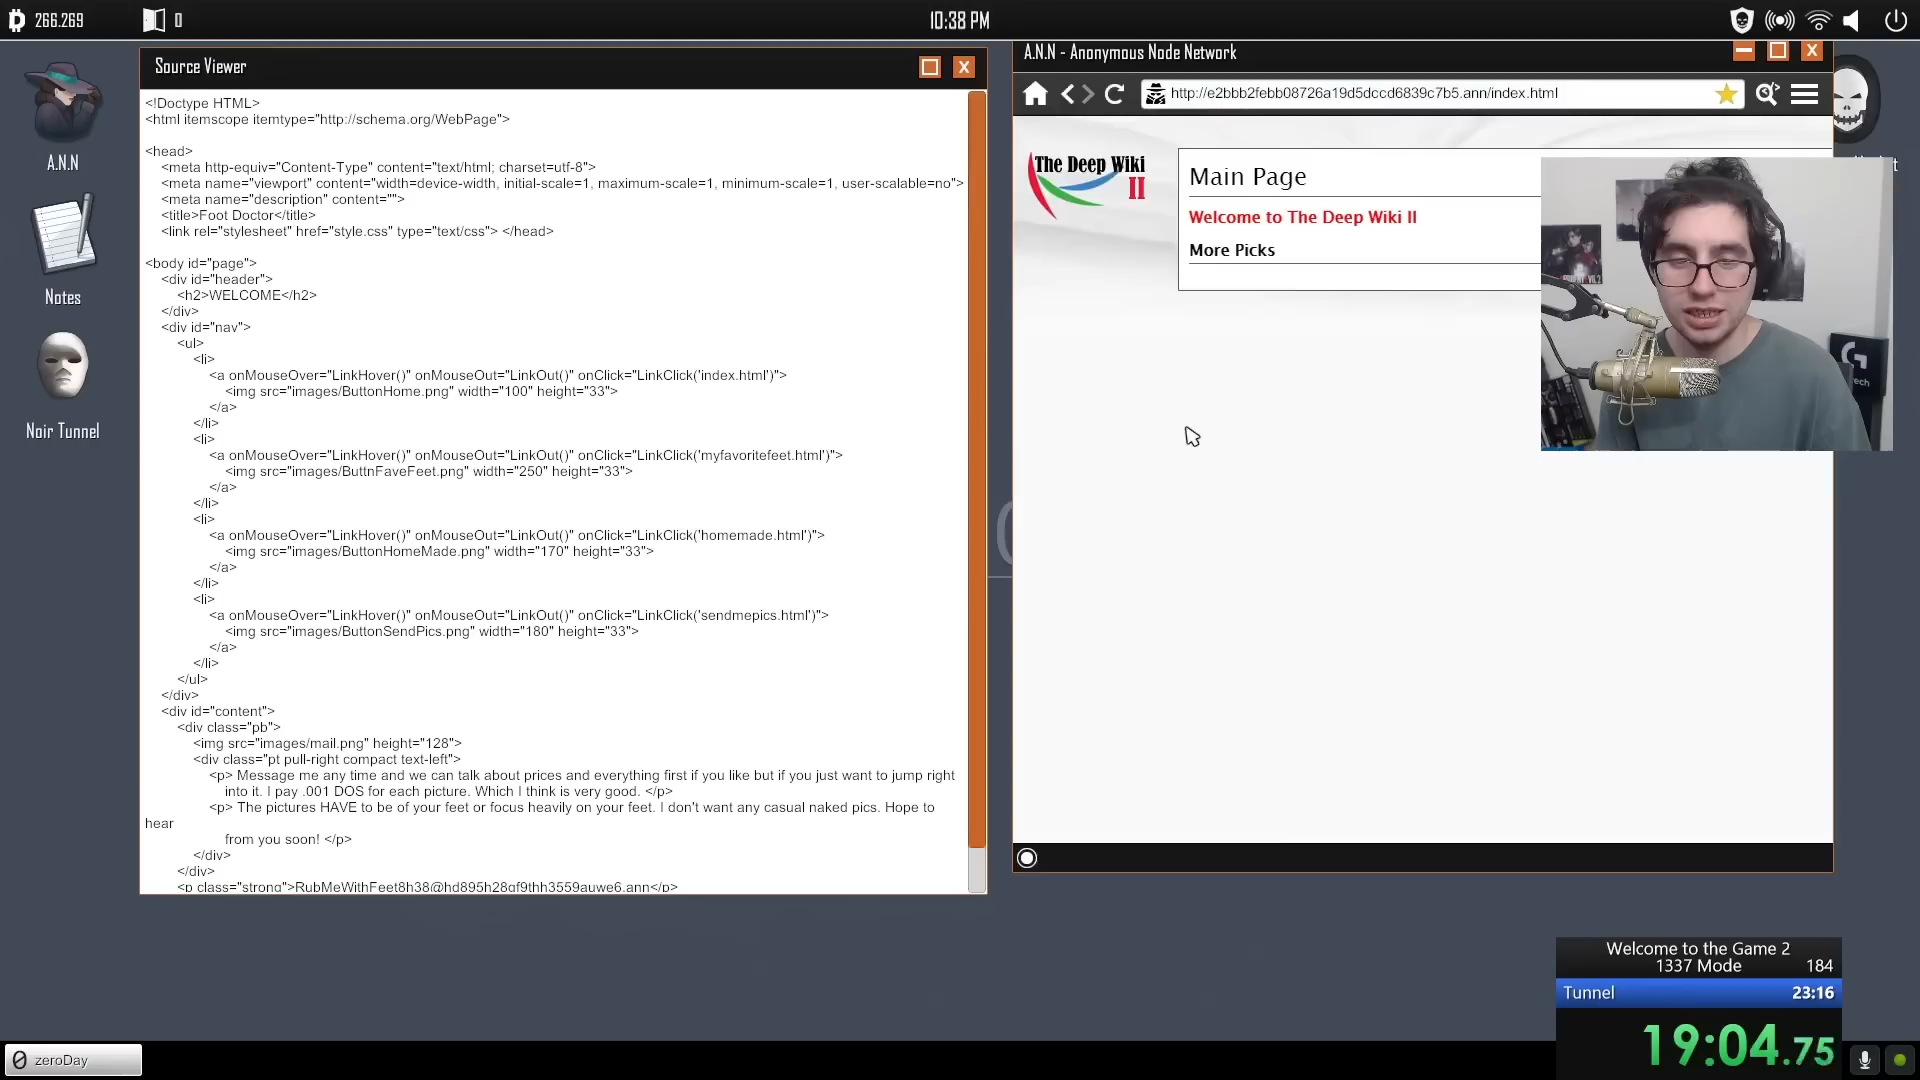 266.269
0
10:38 PM
A.N.N
Notes
Noir Tunnel
Source Viewer
<!Doctype HTML>
<html itemscope itemtype="http://schema.org/WebPage">
<head>
<meta http-equiv="Content-Type" content="text/html; charset=utf-8">
<meta name="viewport" content="width=device-width, initial-scale=1, maximum-scale=1, minimum-scale=1, user-scalable=no">
<meta name="description" content="">
<title>Foot Doctor</title>
<link rel="stylesheet" href="style.css" type="text/css"> </head>
<body id="page">
<div id="header">
<h2>WELCOME</h2>
</div>
<div id="nav">
<ul>
<li>
<a onMouseOver="LinkHover()" onMouseOut="LinkOut()" onClick="LinkClick('index.html')">
<img src="images/ButtonHome.png" width="100" height="33">
</a>
</li>
<li>
<a onMouseOver="LinkHover()" onMouseOut="LinkOut()" onClick="LinkClick('myfavoritefeet.html')">
<img src="images/ButtnFaveFeet.png" width="250" height="33">
</a>
</li>
<li>
<a onMouseOver="LinkHover()" onMouseOut="LinkOut()" onClick="LinkClick('homemade.html')">
<img src="images/ButtonHomeMade.png" width="170" height="33">
</a>
</li>
<li>
<a onMouseOver="LinkHover()" onMouseOut="LinkOut()" onClick="LinkClick('sendmepics.html')">
<img src="images/ButtonSendPics.png" width="180" height="33">
</a>
</li>
</ul>
</div>
<div id="content">
<div class="pb">
<img src="images/mail.png" height="128">
<div class="pt pull-right compact text-left">
<p> Message me any time and we can talk about prices and everything first if you like but if you just want to jump right
into it. I pay .001 DOS for each picture. Which I think is very good. </p>
<p> The pictures HAVE to be of your feet or focus heavily on your feet. I don't want any casual naked pics. Hope to
hear
from you soon! </p>
</div>
</div>
<p class="strong">RubMeWithFeet8h38@hd895h28gf9thh3559auwe6.ann</p>
A.N.N - Anonymous Node Network
http://e2bbb2febb08726a19d5dccd6839c7b5.ann/index.html
The Deep Wiki
II
Main Page
Welcome to The Deep Wiki II
More Picks
Welcome to the Game 2
1337 Mode 184
Tunnel 23:16
19:04.75
zeroDay